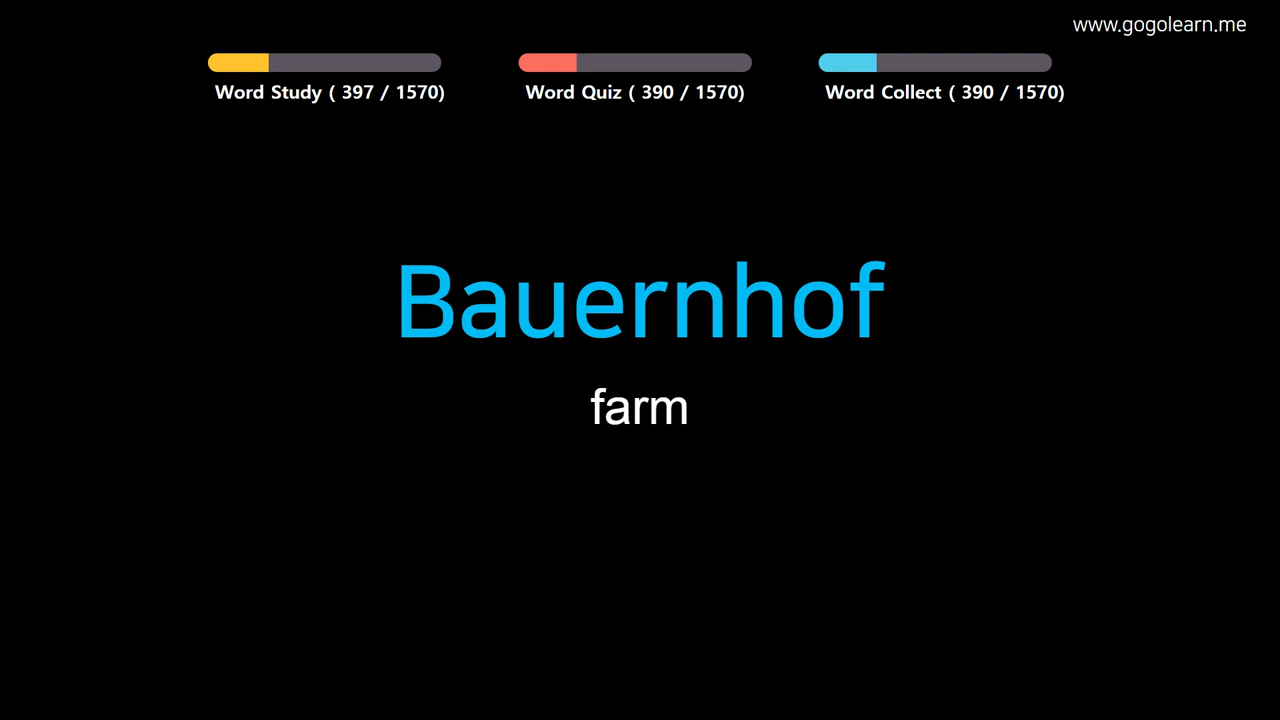 www.gogolearn.me
Word Study ( 397 / 1570)
Word Quiz ( 390 / 1570)
Word Collect ( 390 / 1570)
Bauernhof
farm